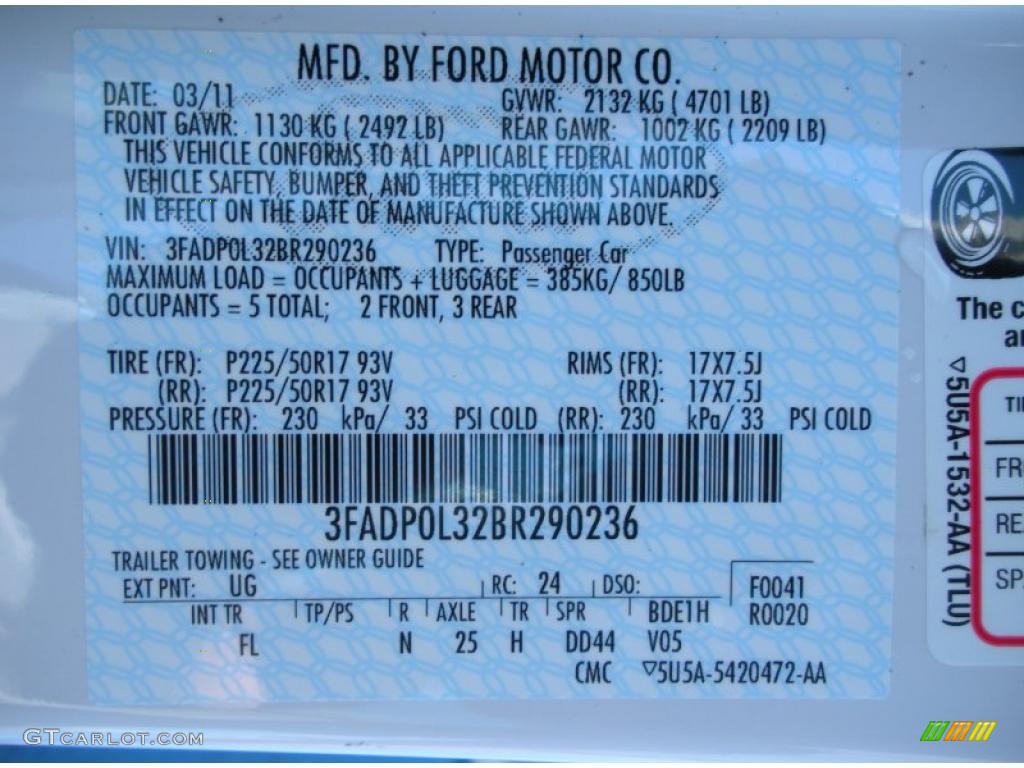 MFD. BY FORD MOTOR CO.
DATE: 03/11 GVWR: 2132 KG ( 4701 LB)
FRONT GAWR: 1130 KG ( 2492 LB) REAR GAWR: 1002 KG ( 2209 LB)
THIS VEHICLE CONFORMS TO ALL APPLICABLE FEDERAL MOTOR
VEHICLE SAFETY, BUMPER, AND THEFT PREVENTION STANDARDS
IN EFFECT ON THE DATE OF MANUFACTURE SHOWN ABOVE.
VIN: 3FADP0L32BR290236 TYPE: Passenger Car
MAXIMUM LOAD = OCCUPANTS + LUGGAGE = 385KG/ 850LB
OCCUPANTS = 5 TOTAL; 2 FRONT, 3 REAR
TIRE (FR): P225/50R17 93V RIMS (FR): 17X7.5J
(RR): P225/50R17 93V (RR): 17X7.5J
PRESSURE (FR): 230 kPa/ 33 PSI COLD (RR): 230 kPa/ 33 PSI COLD
3FADP0L32BR290236
TRAILER TOWING - SEE OWNER GUIDE
EXT PNT: UG RC: 24 DSO: F0041
INT TR TP/PS R AXLE TR SPR BDE1H R0020
FL N 25 H DD44 V05
CMC ▽5U5A-5420472-AA
The c
an
▽5U5A-1532-AA (TLU)
TI
FR
RE
SP
GTCARLOT.COM